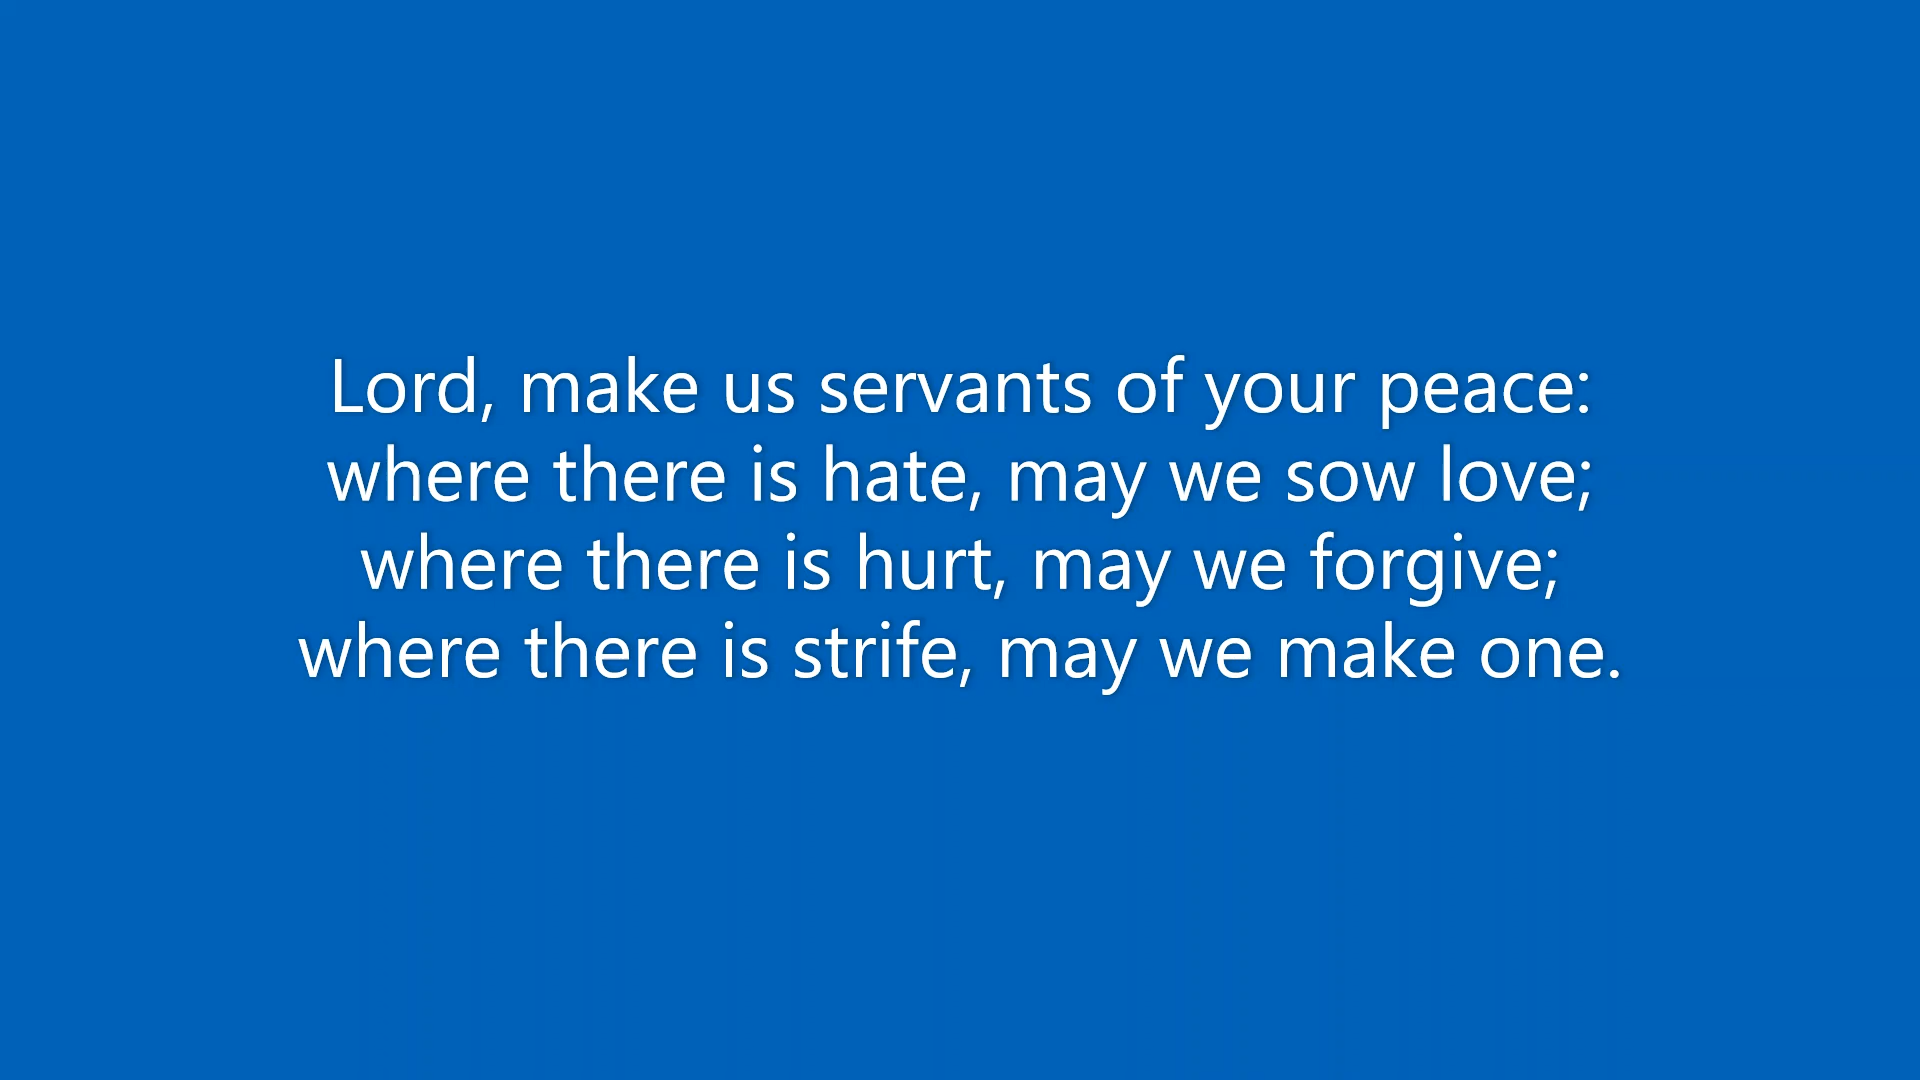 Lord, make us servants of your peace:
where there is hate, may we sow love;
where there is hurt, may we forgive;
where there is strife, may we make one.